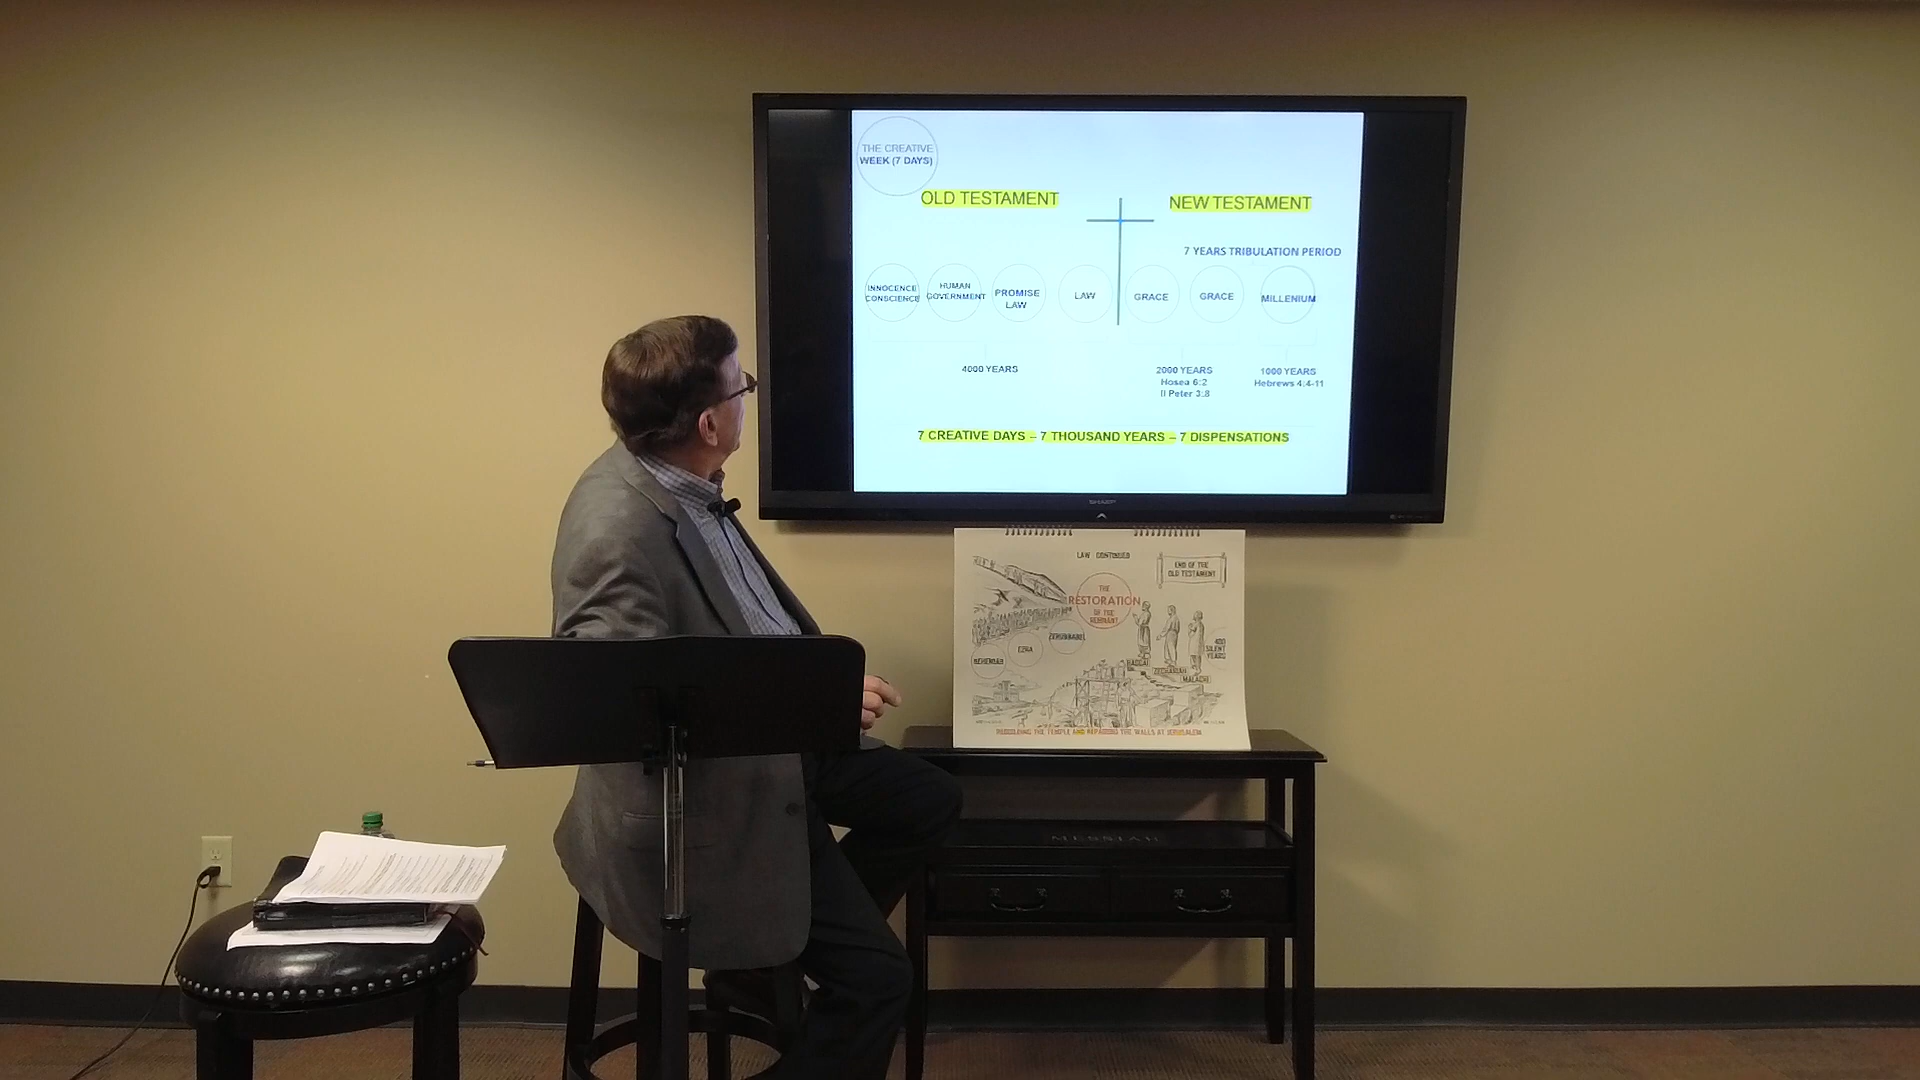 THE CREATIVE
WEEK (7 DAYS)
OLD TESTAMENT
NEW TESTAMENT
7 YEARS TRIBULATION PERIOD
INNOCENCE
CONSCIENCE
HUMAN
GOVERNMENT
PROMISE
LAW
LAW
GRACE
GRACE
MILLENIUM
4000 YEARS
2000 YEARS
Hosea 6:2
II Peter 3:8
1000 YEARS
Hebrews 4:4-11
7 CREATIVE DAYS – 7 THOUSAND YEARS – 7 DISPENSATIONS
SHARP
LAW CONTINUED
END OF THE
OLD TESTAMENT
THE
RESTORATION
OF THE
REMNANT
ZERUBBABEL
EZRA
NEHEMIAH
400
SILENT
YEARS
HAGGAI
ZECHARIAH
MALACHI
REBUILDING THE TEMPLE AND REPAIRING THE WALLS AT JERUSALEM
MESSIAH